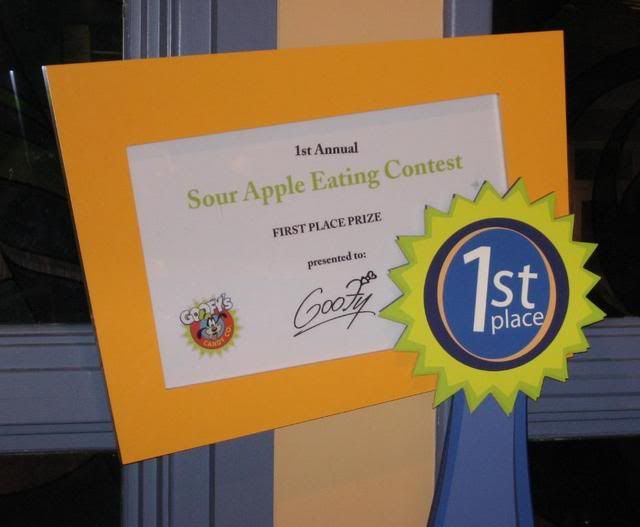 1st Annual
Sour Apple Eating Contest
FIRST PLACE PRIZE
presented to:
Goofy
GOOFY'S
CANDY CO.
1st
place